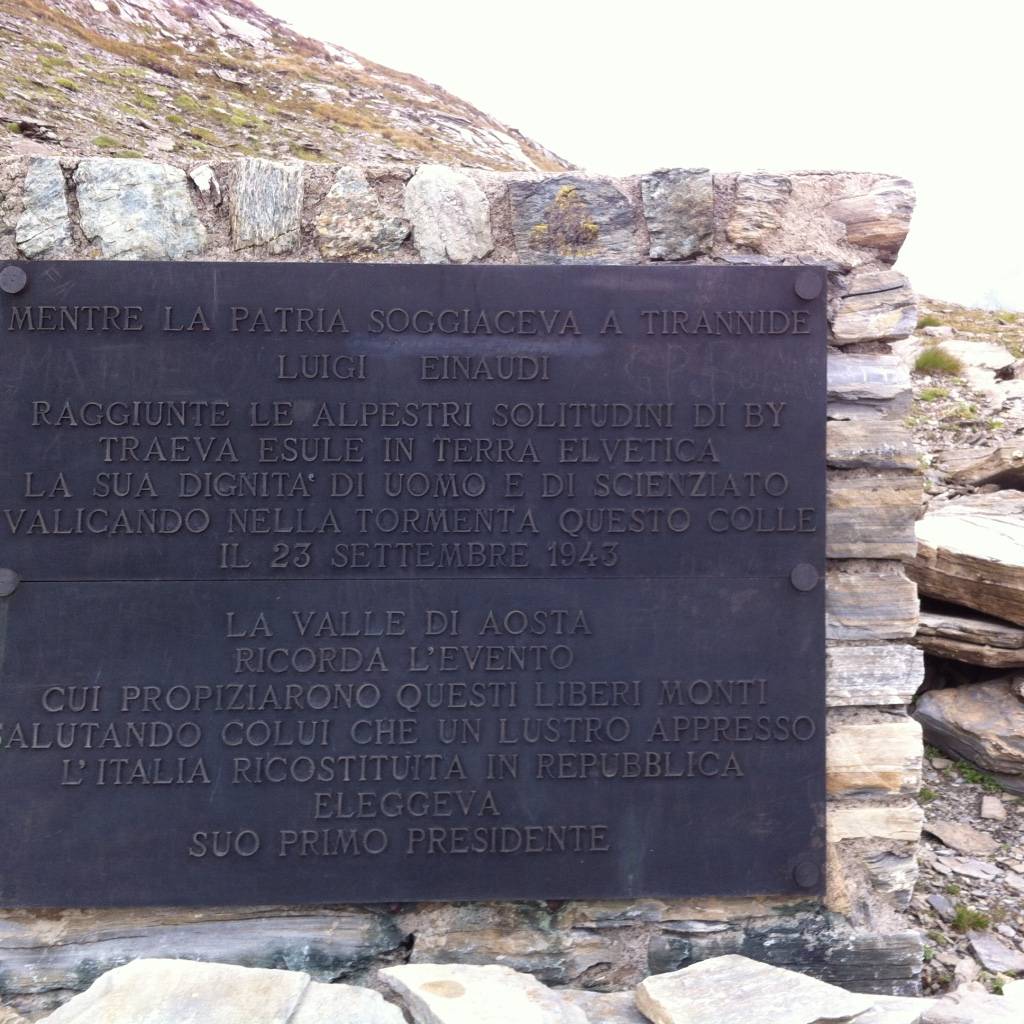 MENTRE LA PATRIA SOGGIACEVA A TIRANNIDE
LUIGI EINAUDI
RAGGIUNTE LE ALPESTRI SOLITUDINI DI BY
TRAEVA ESULE IN TERRA ELVETICA
LA SUA DIGNITA' DI UOMO E DI SCIENZIATO
VALICANDO NELLA TORMENTA QUESTO COLLE
IL 23 SETTEMBRE 1943
LA VALLE DI AOSTA
RICORDA L'EVENTO
CUI PROPIZIARONO QUESTI LIBERI MONTI
SALUTANDO COLUI CHE UN LUSTRO APPRESSO
L'ITALIA RICOSTITUITA IN REPUBBLICA
ELEGGEVA
SUO PRIMO PRESIDENTE